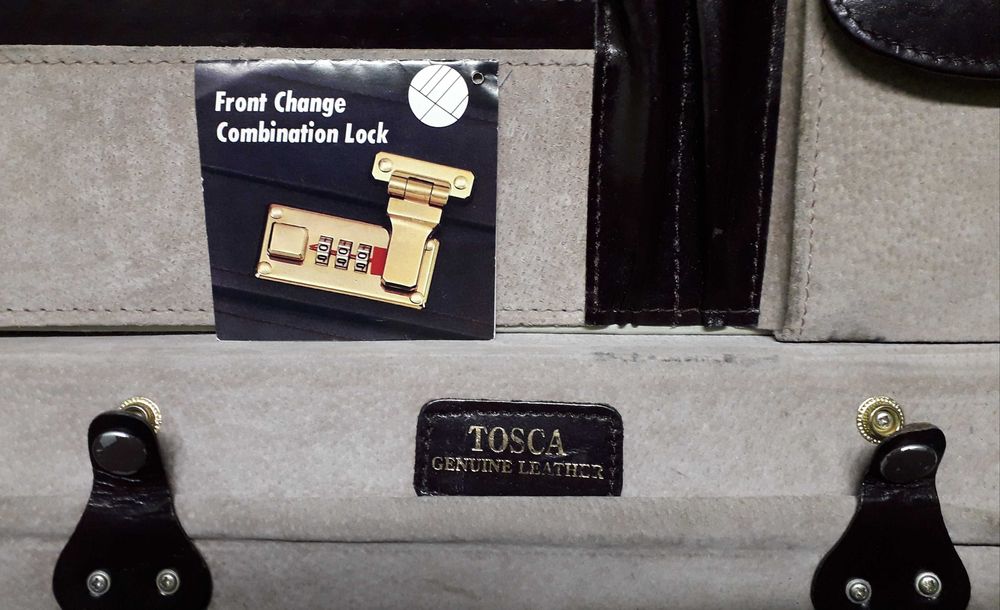 Front Change
Combination Lock
TOSCA
GENUINE LEATHER